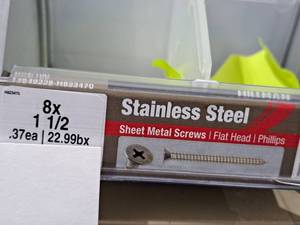 HILLMAN
8x
1 1/2
.37ea | 22.99bx
Stainless Steel
Sheet Metal Screws | Flat Head | Phillips